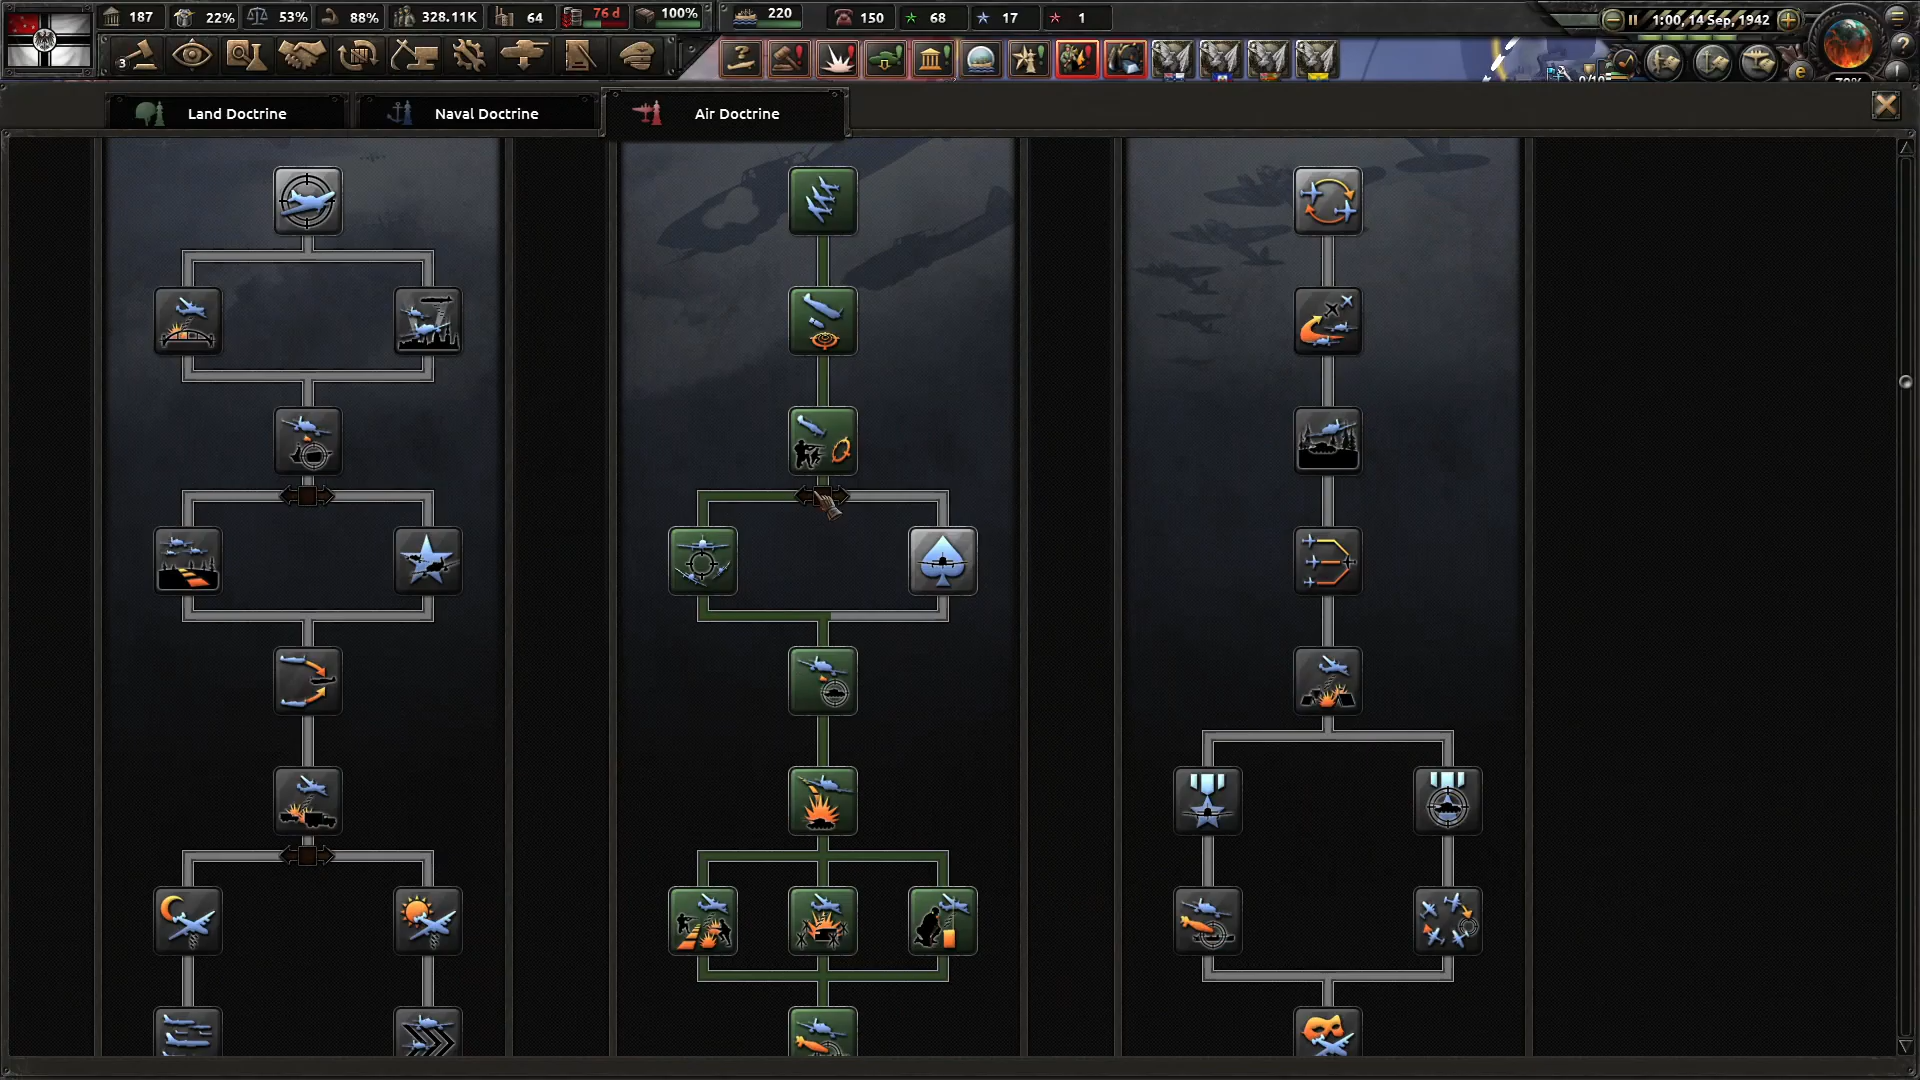 187
22%
53%
88%
328.11K
64
76 d
100%
220
150
68
17
1
1:00, 14 Sep, 1942
3
Land Doctrine
Naval Doctrine
Air Doctrine